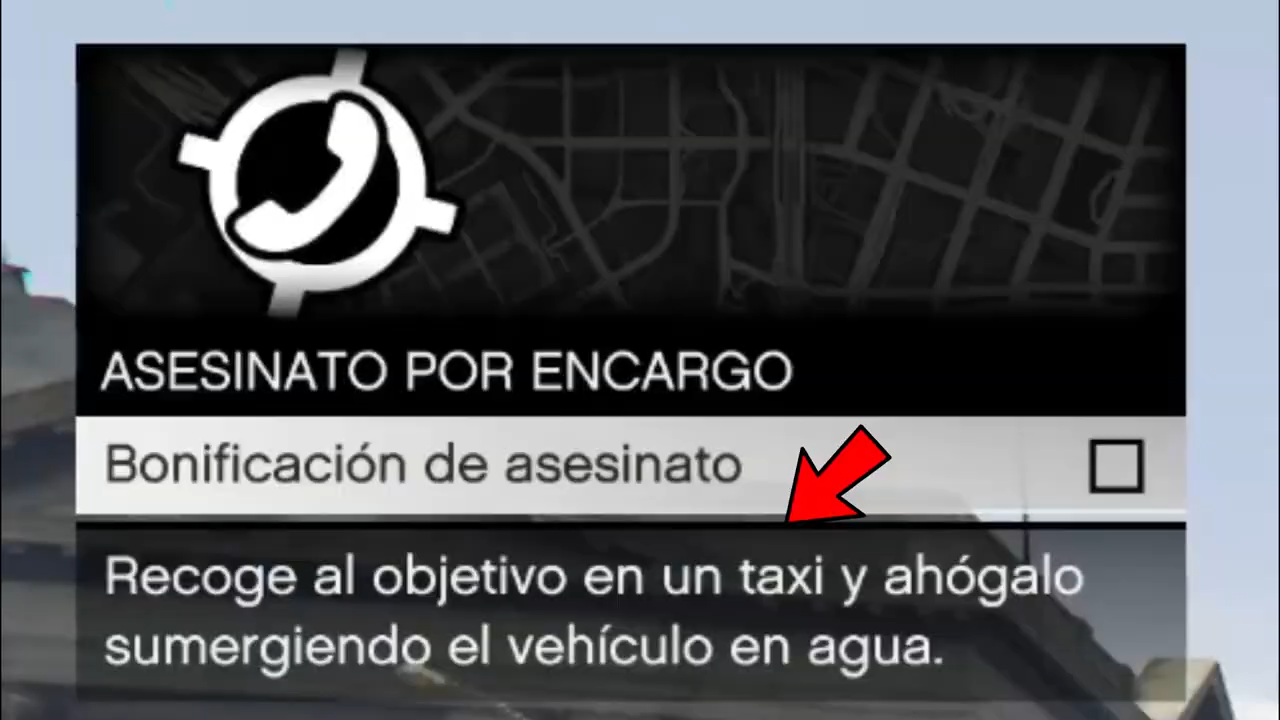 ASESINATO POR ENCARGO
Bonificación de asesinato
Recoge al objetivo en un taxi y ahógalo
sumergiendo el vehículo en agua.